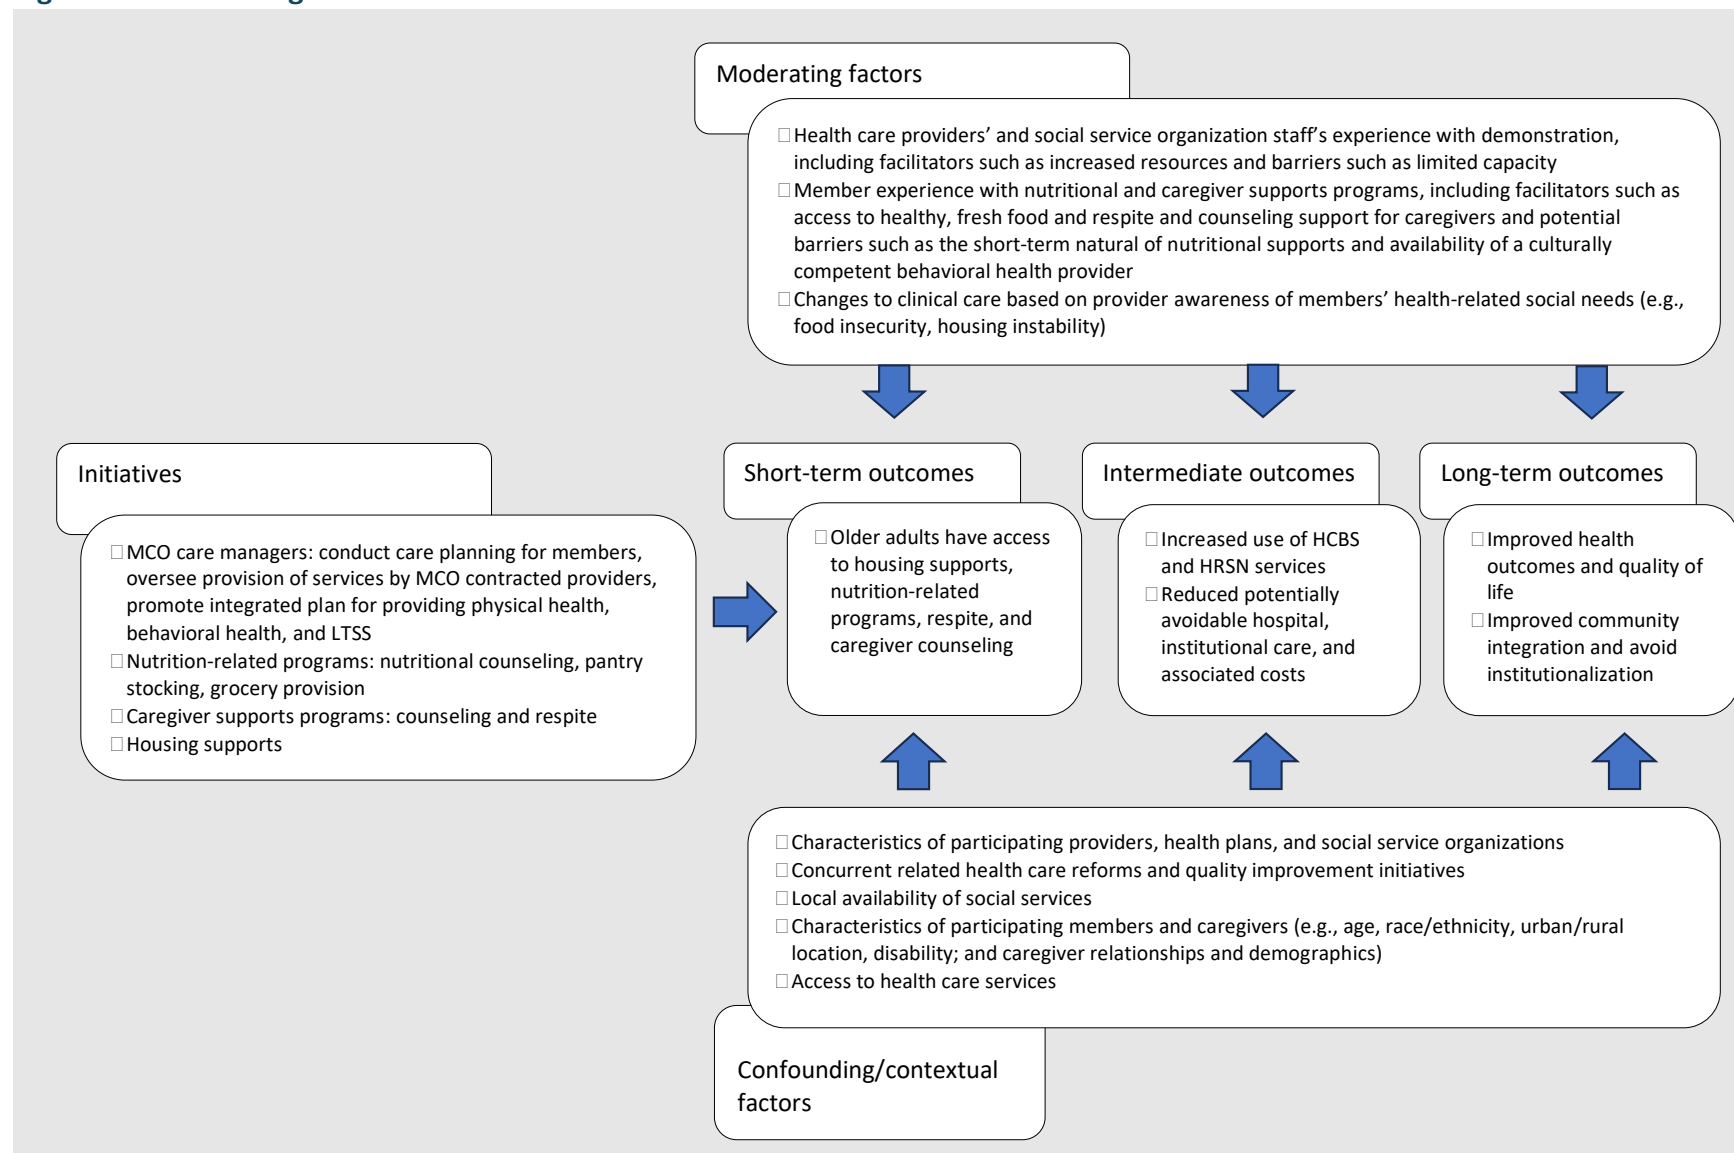 Moderating factors
□Health care providers’ and social service organization staff’s experience with demonstration,
including facilitators such as increased resources and barriers such as limited capacity
□Member experience with nutritional and caregiver supports programs, including facilitators such as
access to healthy, fresh food and respite and counseling support for caregivers and potential
barriers such as the short-term natural of nutritional supports and availability of a culturally
competent behavioral health provider
□Changes to clinical care based on provider awareness of members’ health-related social needs (e.g.,
food insecurity, housing instability)
Initiatives
□MCO care managers: conduct care planning for members,
oversee provision of services by MCO contracted providers,
promote integrated plan for providing physical health,
behavioral health, and LTSS
□Nutrition-related programs: nutritional counseling, pantry
stocking, grocery provision
□Caregiver supports programs: counseling and respite
□Housing supports
Short-term outcomes
□Older adults have access
to housing supports,
nutrition-related
programs, respite, and
caregiver counseling
Intermediate outcomes
□Increased use of HCBS
and HRSN services
□Reduced potentially
avoidable hospital,
institutional care, and
associated costs
Long-term outcomes
□Improved health
outcomes and quality of
life
□Improved community
integration and avoid
institutionalization
□Characteristics of participating providers, health plans, and social service organizations
□Concurrent related health care reforms and quality improvement initiatives
□Local availability of social services
□Characteristics of participating members and caregivers (e.g., age, race/ethnicity, urban/rural
location, disability; and caregiver relationships and demographics)
□Access to health care services
Confounding/contextual
factors